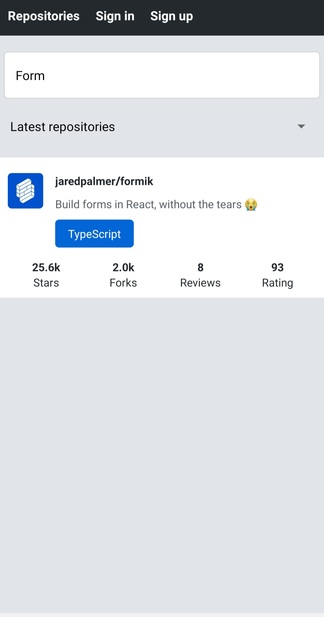 Repositories Sign in Sign up
Form
Latest repositories
jaredpalmer/formik
Build forms in React, without the tears 😭
TypeScript
25.6k 2.0k 8 93
Stars Forks Reviews Rating